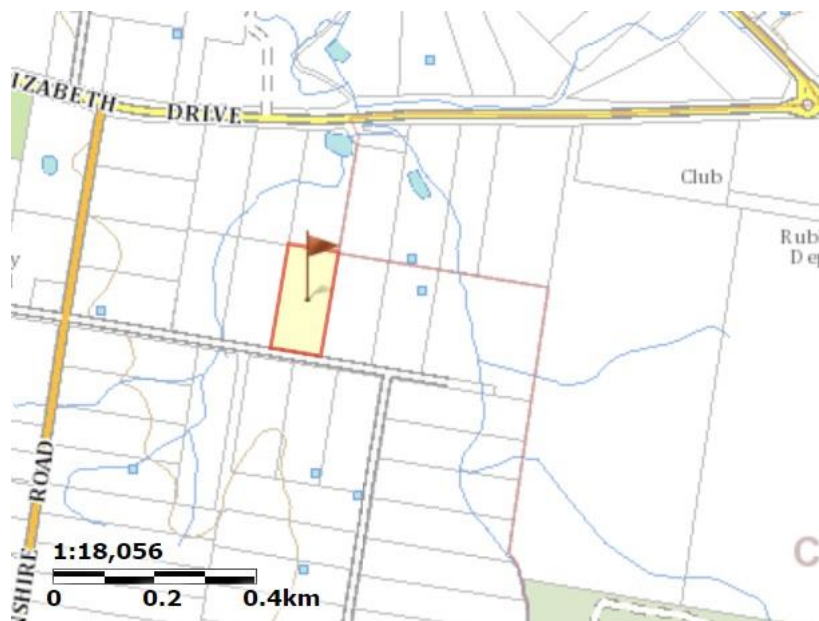 IZABETH DRIVE
Club
Rub
Dep
y
ROAD
NSHIRE
C
1:18,056
0 0.2 0.4km